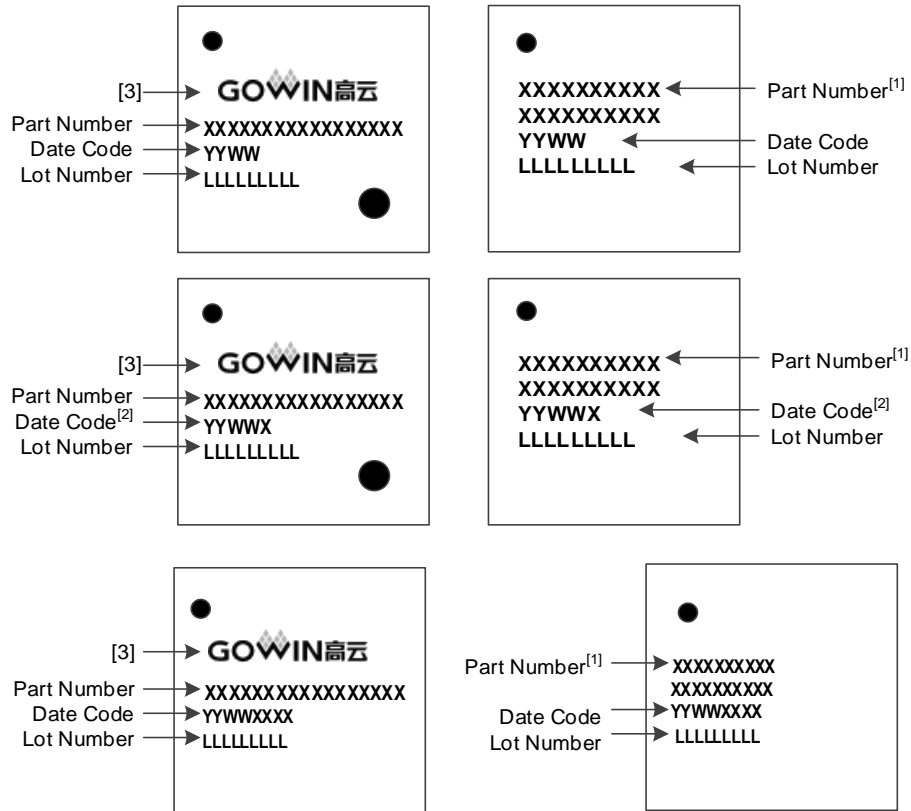 [3] GOWIN高云
Part Number XXXXXXXXXXXXXXXXX
Date Code YYWW
Lot Number LLLLLLLLL
XXXXXXXXXX Part Number[1]
XXXXXXXXXX
YYWW Date Code
LLLLLLLLL Lot Number
[3] GOWIN高云
Part Number XXXXXXXXXXXXXXXXX
Date Code[2] YYWWX
Lot Number LLLLLLLLL
XXXXXXXXXX Part Number[1]
XXXXXXXXXX
YYWWX Date Code[2]
LLLLLLLLL Lot Number
[3] GOWIN高云
Part Number XXXXXXXXXXXXXXXXX
Date Code YYWWXXXX
Lot Number LLLLLLLLL
Part Number[1] XXXXXXXXXX
XXXXXXXXXX
Date Code YYWWXXXX
Lot Number LLLLLLLLL